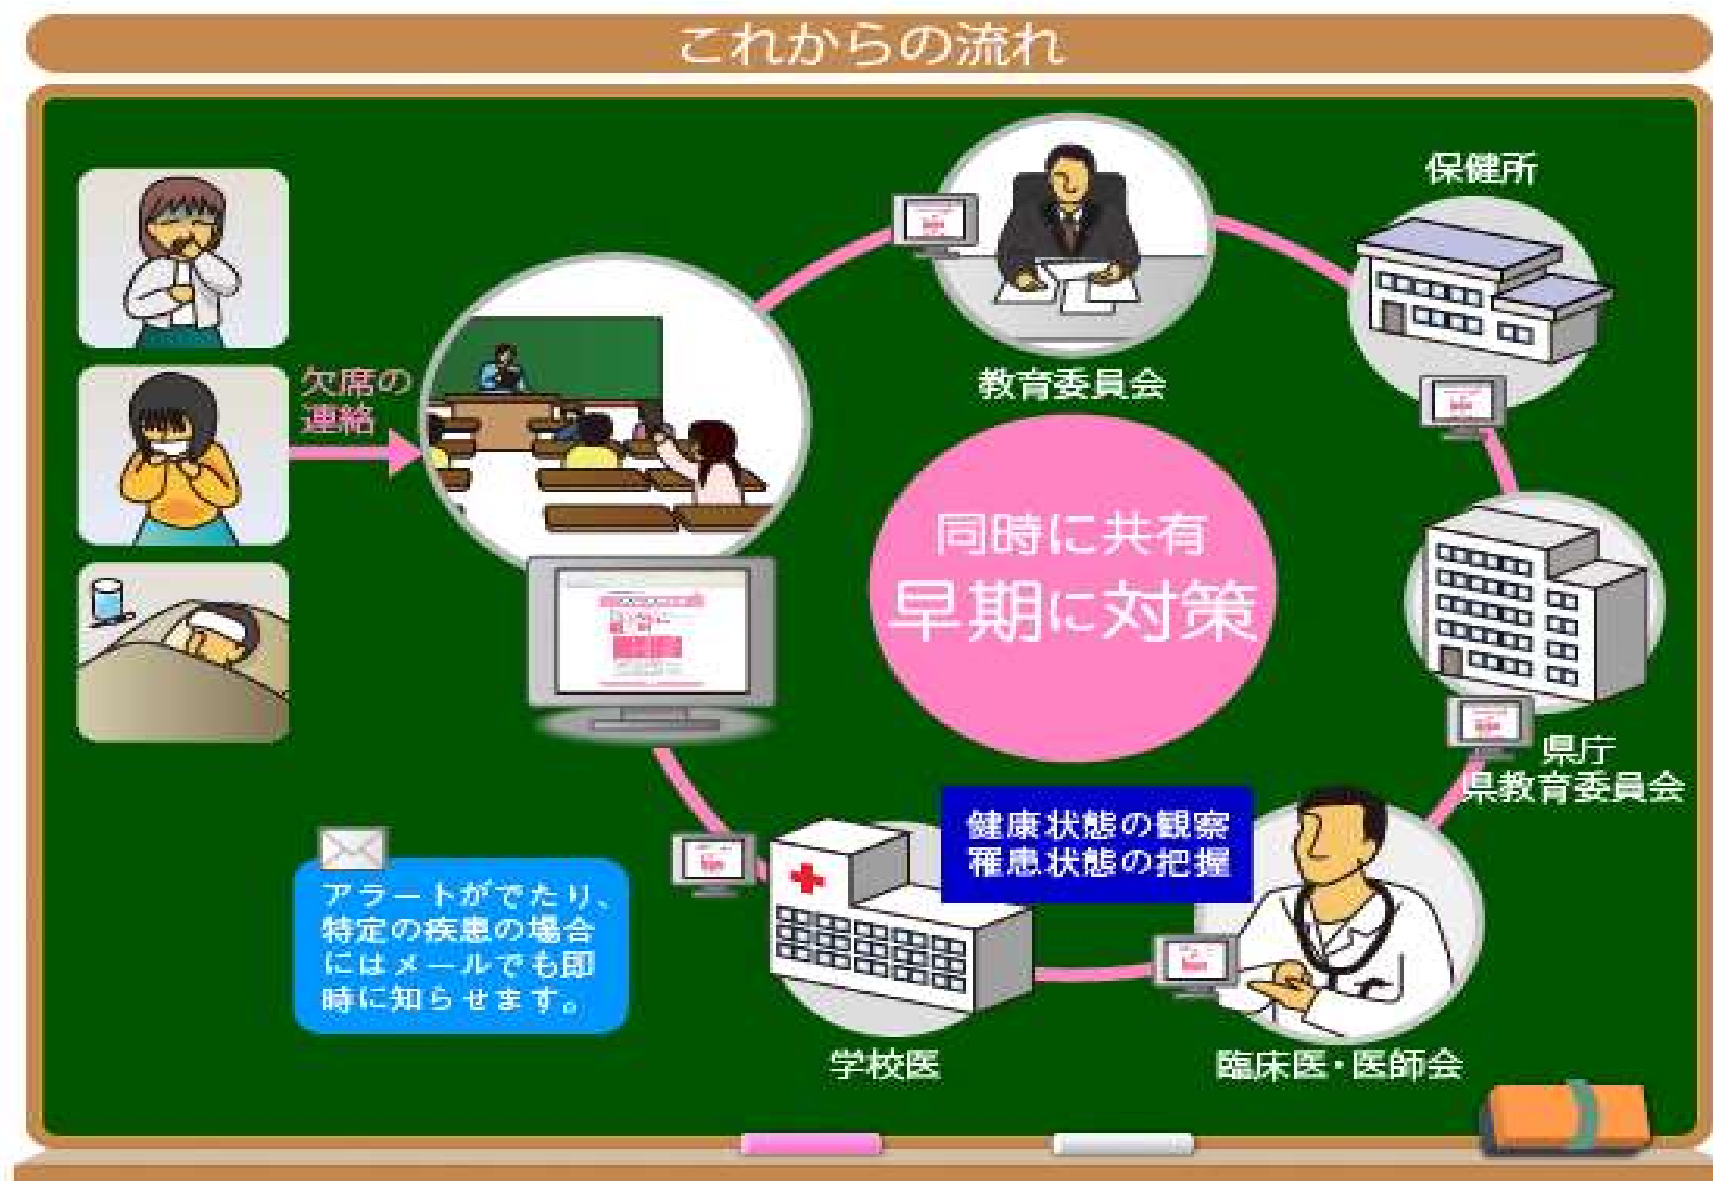 これからの流れ
欠席の
連絡
教育委員会
保健所
同時に共有
早期に対策
県庁
県教育委員会
健康状態の観察
罹患状態の把握
アラートがでたり、
特定の疾患の場合
にはメールでも即
時に知らせます。
学校医
臨床医・医師会